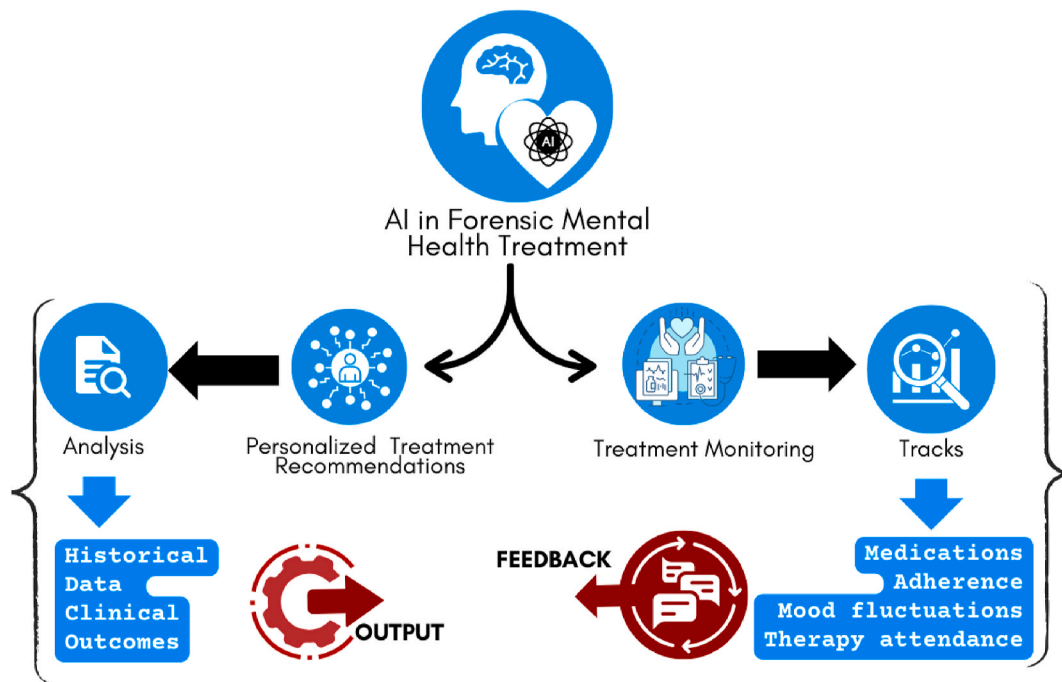 AI
AI in Forensic Mental
Health Treatment
Analysis
Personalized Treatment
Recommendations
Treatment Monitoring
Tracks
Historical
Data
Clinical
Outcomes
OUTPUT
FEEDBACK
Medications
Adherence
Mood fluctuations
Therapy attendance